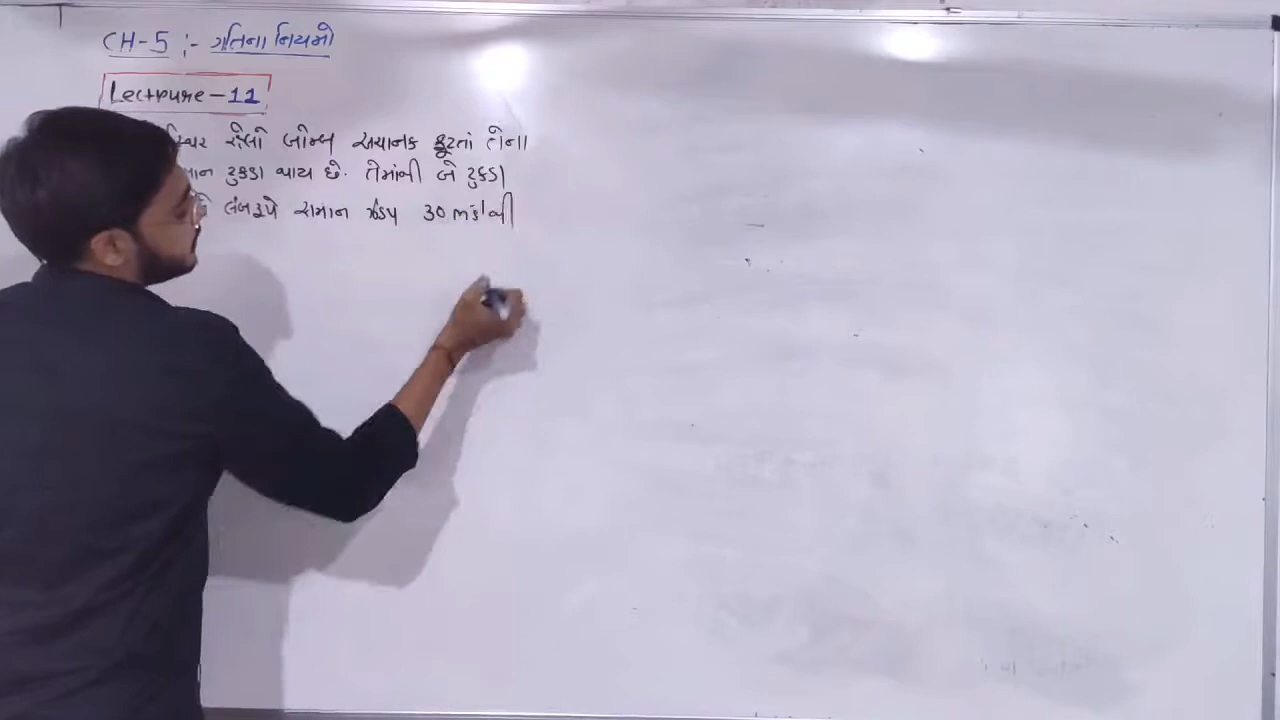 CH-5 :- ગતિના નિયમો
Lecture-11
સ્થિર રહેલો બોમ્બ અચાનક ફૂટતાં તેના
ટુકડા થાય છે. તેમાંની બે ટુકડા
લંબરૂપે સમાન ઝડપ 30 m/s થી